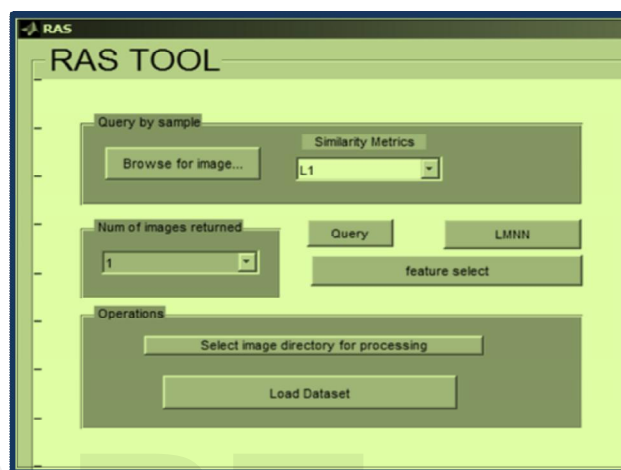 RAS
RAS TOOL
Query by sample
Similarity Metrics
Browse for image...
L1
Num of images returned
Query
LMNN
1
feature select
Operations
Select image directory for processing
Load Dataset